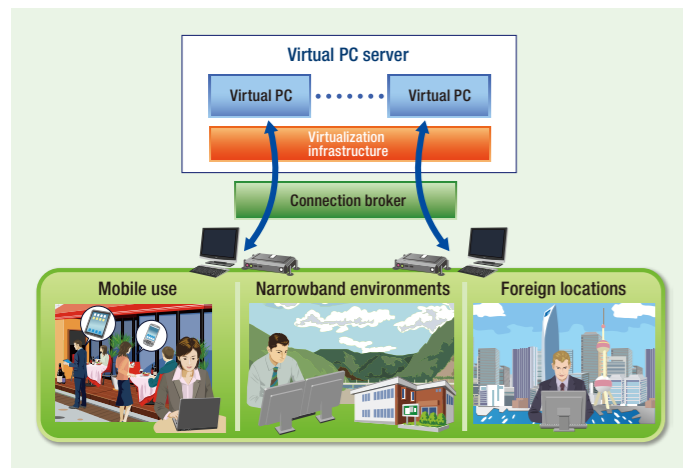 Virtual PC server
Virtual PC
Virtual PC
Virtualization
infrastructure
Connection broker
Mobile use
Narrowband environments
Foreign locations